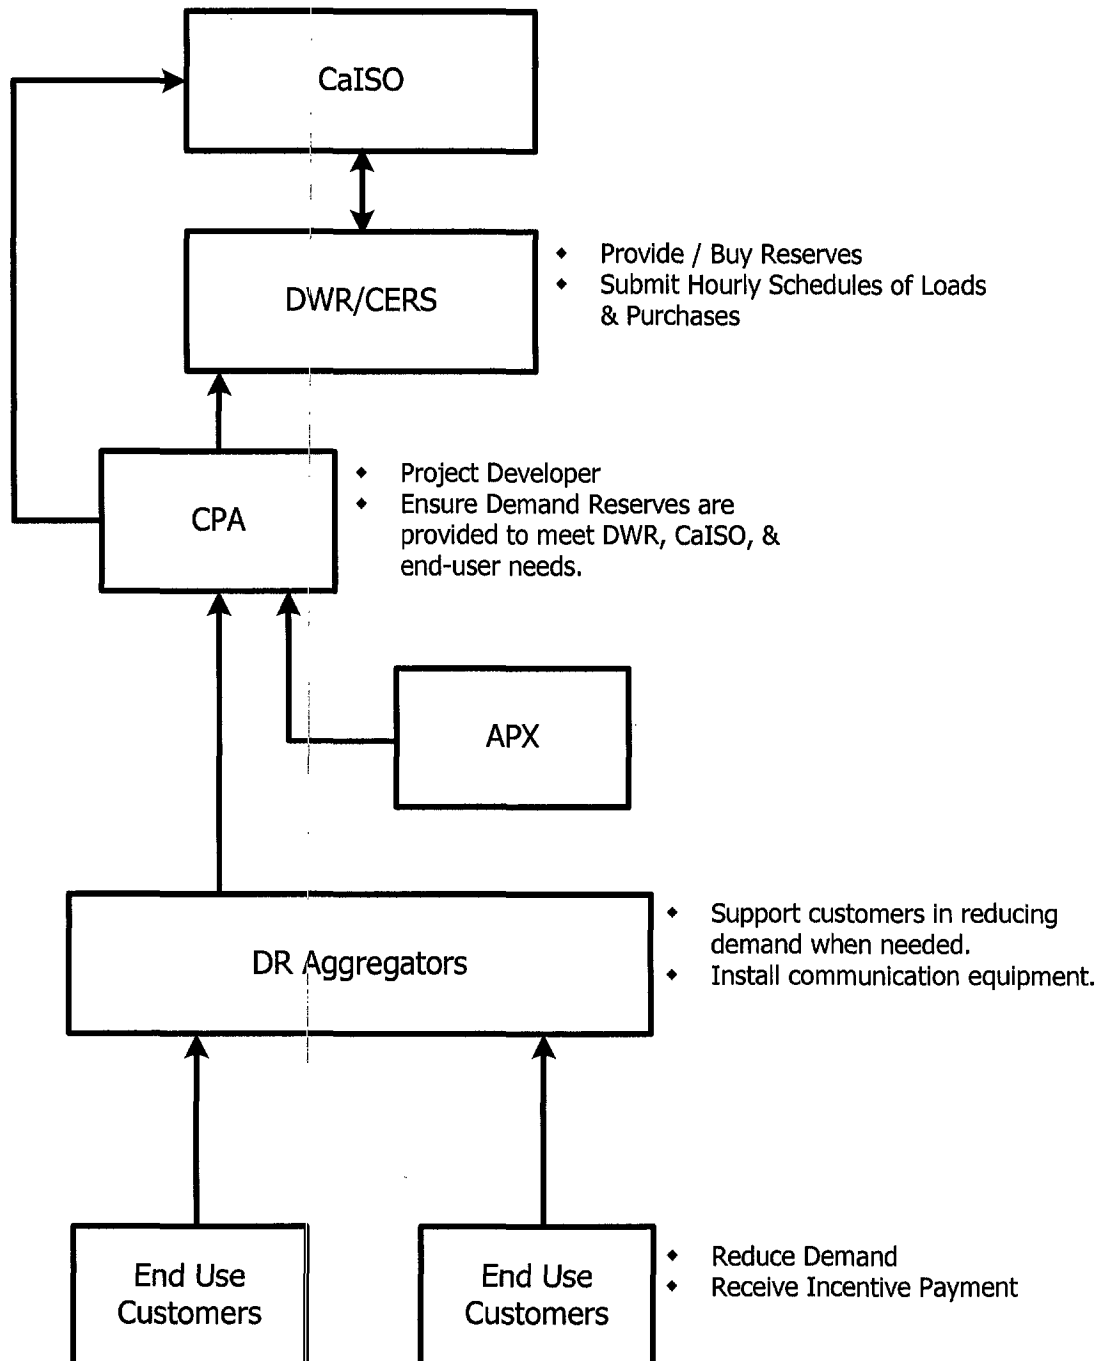 CaISO
DWR/CERS
♦ Provide / Buy Reserves
♦ Submit Hourly Schedules of Loads
& Purchases
CPA
♦ Project Developer
♦ Ensure Demand Reserves are
provided to meet DWR, CaISO, &
end-user needs.
APX
DR Aggregators
♦ Support customers in reducing
demand when needed.
♦ Install communication equipment.
End Use
Customers
End Use
Customers
♦ Reduce Demand
♦ Receive Incentive Payment